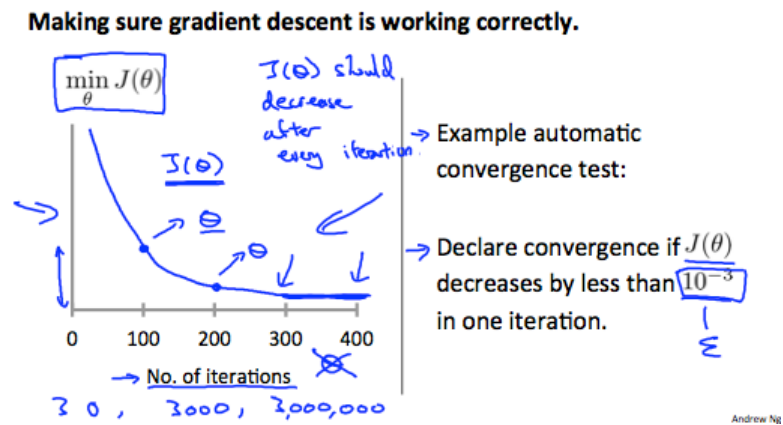 Making sure gradient descent is working correctly.
min J(θ)
θ
J(θ) should
decrease
after
every iteration.
J(θ)
θ
θ
0 100 200 300 400
No. of iterations
θ
30, 3000, 3,000,000
Example automatic
convergence test:
Declare convergence if J(θ)
decreases by less than 10⁻³
in one iteration.
ε
Andrew Ng